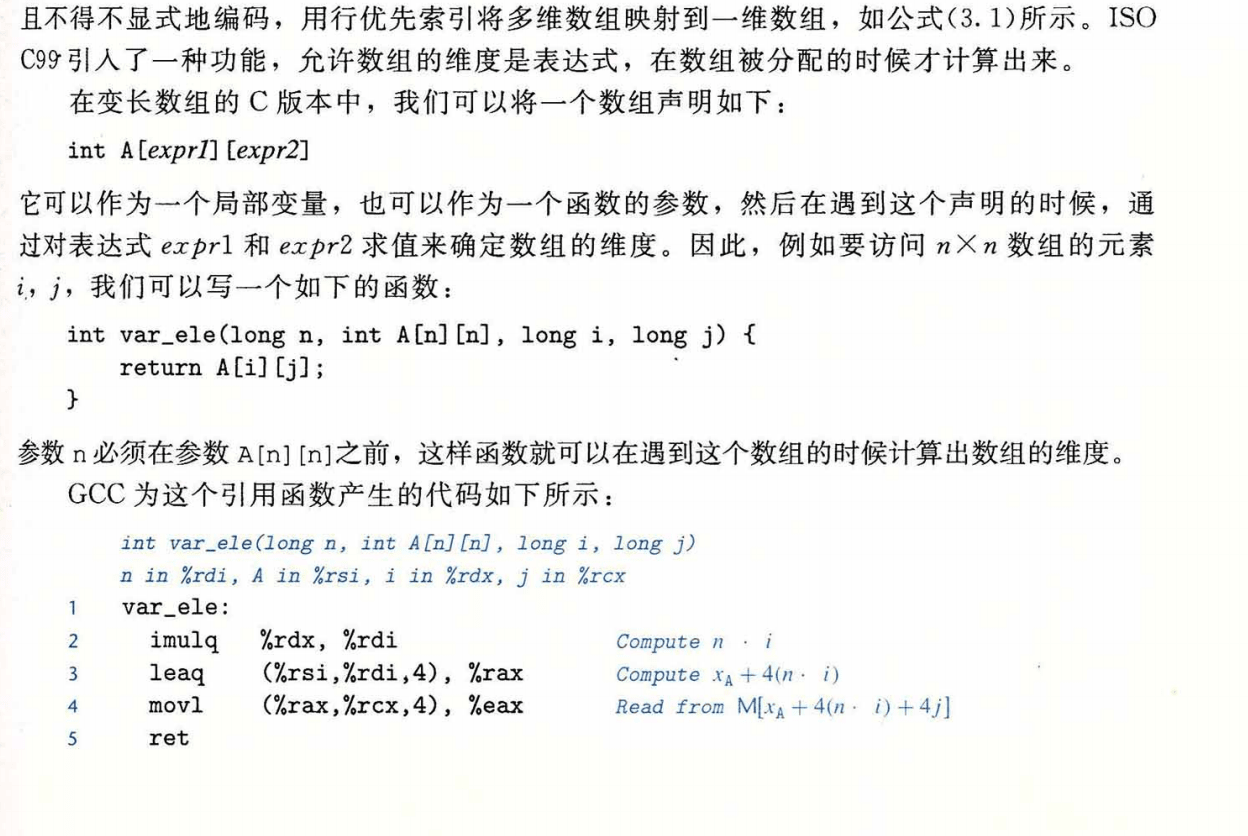 且不得不显式地编码，用行优先索引将多维数组映射到一维数组，如公式(3.1)所示。ISO
C99引入了一种功能，允许数组的维度是表达式，在数组被分配的时候才计算出来。
在变长数组的 C 版本中，我们可以将一个数组声明如下：
int A[expr1][expr2]
它可以作为一个局部变量，也可以作为一个函数的参数，然后在遇到这个声明的时候，通
过对表达式 expr1 和 expr2 求值来确定数组的维度。因此，例如要访问 n×n 数组的元素
i，j，我们可以写一个如下的函数：
int var_ele(long n, int A[n][n], long i, long j) {
return A[i][j];
}
参数 n 必须在参数 A[n][n]之前，这样函数就可以在遇到这个数组的时候计算出数组的维度。
GCC 为这个引用函数产生的代码如下所示：
int var_ele(long n, int A[n][n], long i, long j)
n in %rdi, A in %rsi, i in %rdx, j in %rcx
1 var_ele:
2 imulq %rdx, %rdi Compute n · i
3 leaq (%rsi,%rdi,4), %rax Compute xA + 4(n · i)
4 movl (%rax,%rcx,4), %eax Read from M[xA + 4(n · i) + 4j]
5 ret